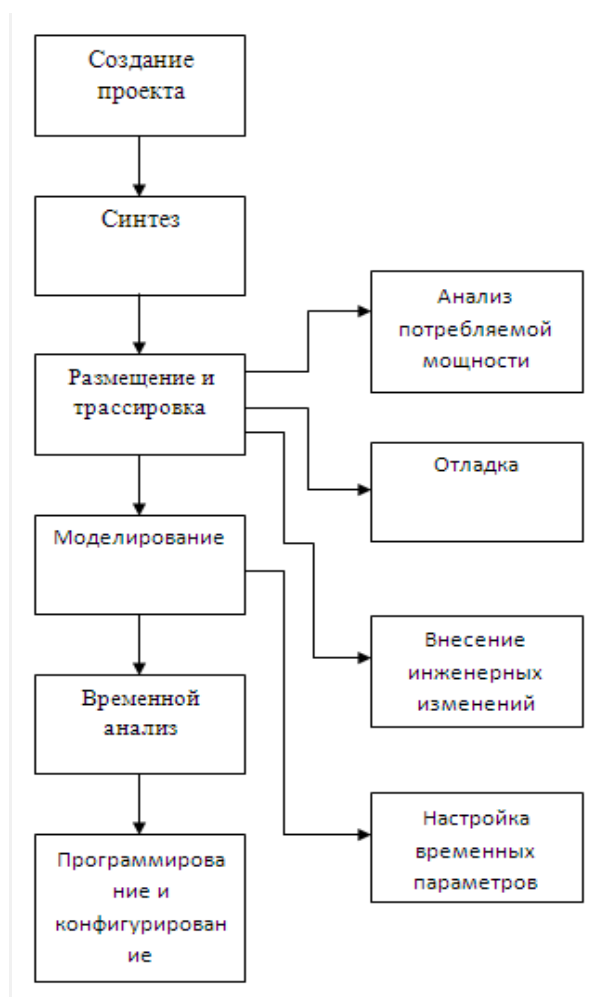 Создание
проекта
Синтез
Размещение и
трассировка
Моделирование
Временной
анализ
Программирова
ние и
конфигурирован
ие
Анализ
потребляемой
мощности
Отладка
Внесение
инженерных
изменений
Настройка
временных
параметров